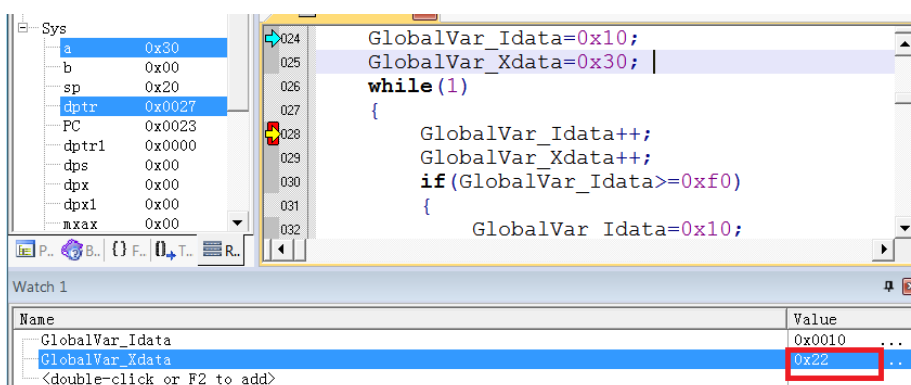 Sys
a 0x30
b 0x00
sp 0x20
dptr 0x0027
PC 0x0023
dptr1 0x0000
dps 0x00
dpx 0x00
dpx1 0x00
mxax 0x00
P.. B.. {} F.. 0 T.. R..
024 GlobalVar_Idata=0x10;
025 GlobalVar_Xdata=0x30;
026 while(1)
027 {
028 GlobalVar_Idata++;
029 GlobalVar_Xdata++;
030 if(GlobalVar_Idata>=0xf0)
031 {
032 GlobalVar_Idata=0x10;
Watch 1
Name Value
GlobalVar_Idata 0x0010 ...
GlobalVar_Xdata 0x22 ..
<double-click or F2 to add>